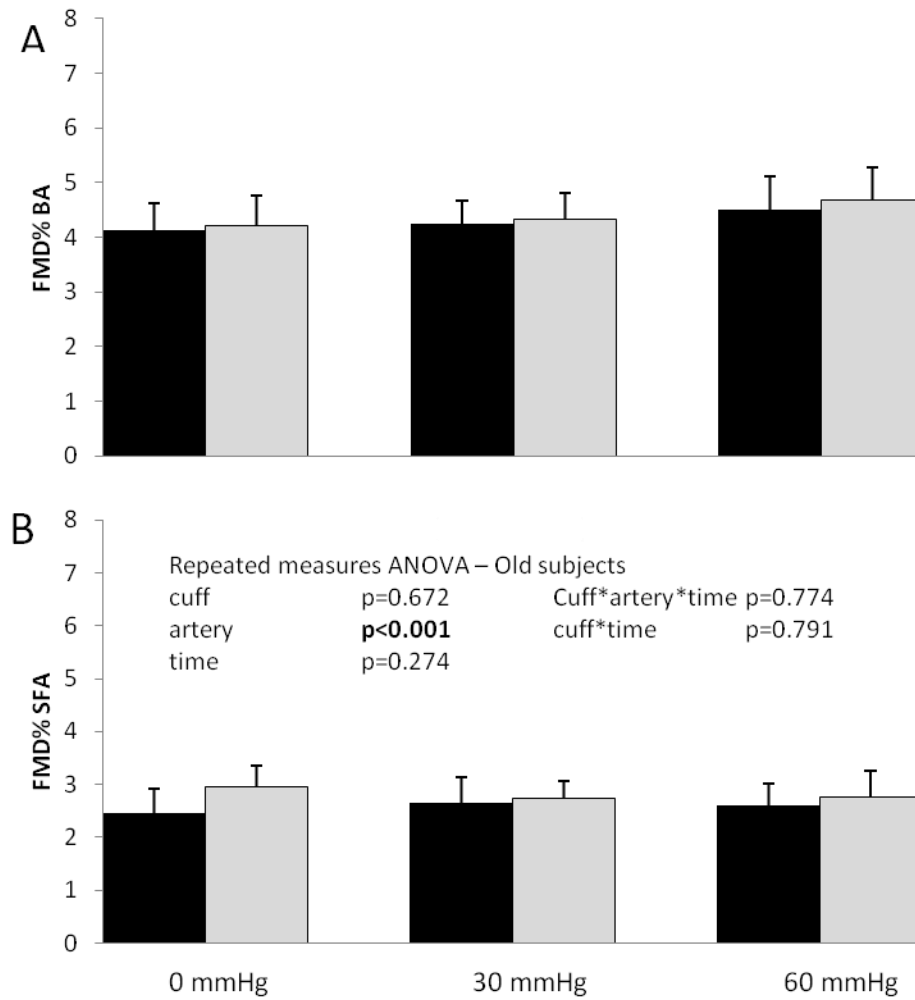 A
8
7
6
5
4
3
2
1
0
FMD% BA
B
8
7
6
5
4
3
2
1
0
FMD% SFA
Repeated measures ANOVA – Old subjects
cuff p=0.672 Cuff*artery*time p=0.774
artery p<0.001 cuff*time p=0.791
time p=0.274
0 mmHg 30 mmHg 60 mmHg